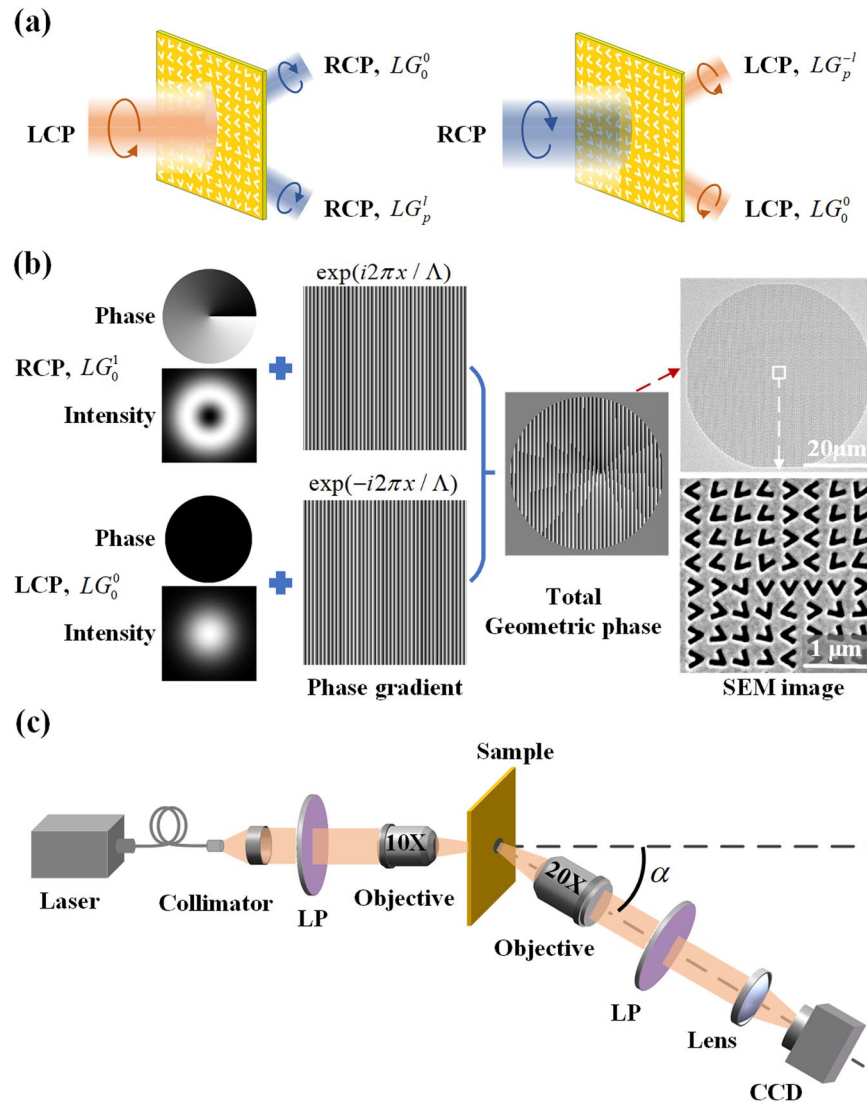 (a)
RCP, LG_0^0
LCP
RCP, LG_p^l
LCP, LG_p^{-l}
RCP
LCP, LG_0^0
(b)
exp(i2πx / Λ)
Phase
RCP, LG_0^1
Intensity
20μm
exp(−i2πx / Λ)
Phase
LCP, LG_0^0
Intensity
Total
Geometric phase
1 μm
Phase gradient
SEM image
(c)
Sample
10X
α
20X
Laser
Collimator
Objective
LP
Objective
LP
Lens
CCD